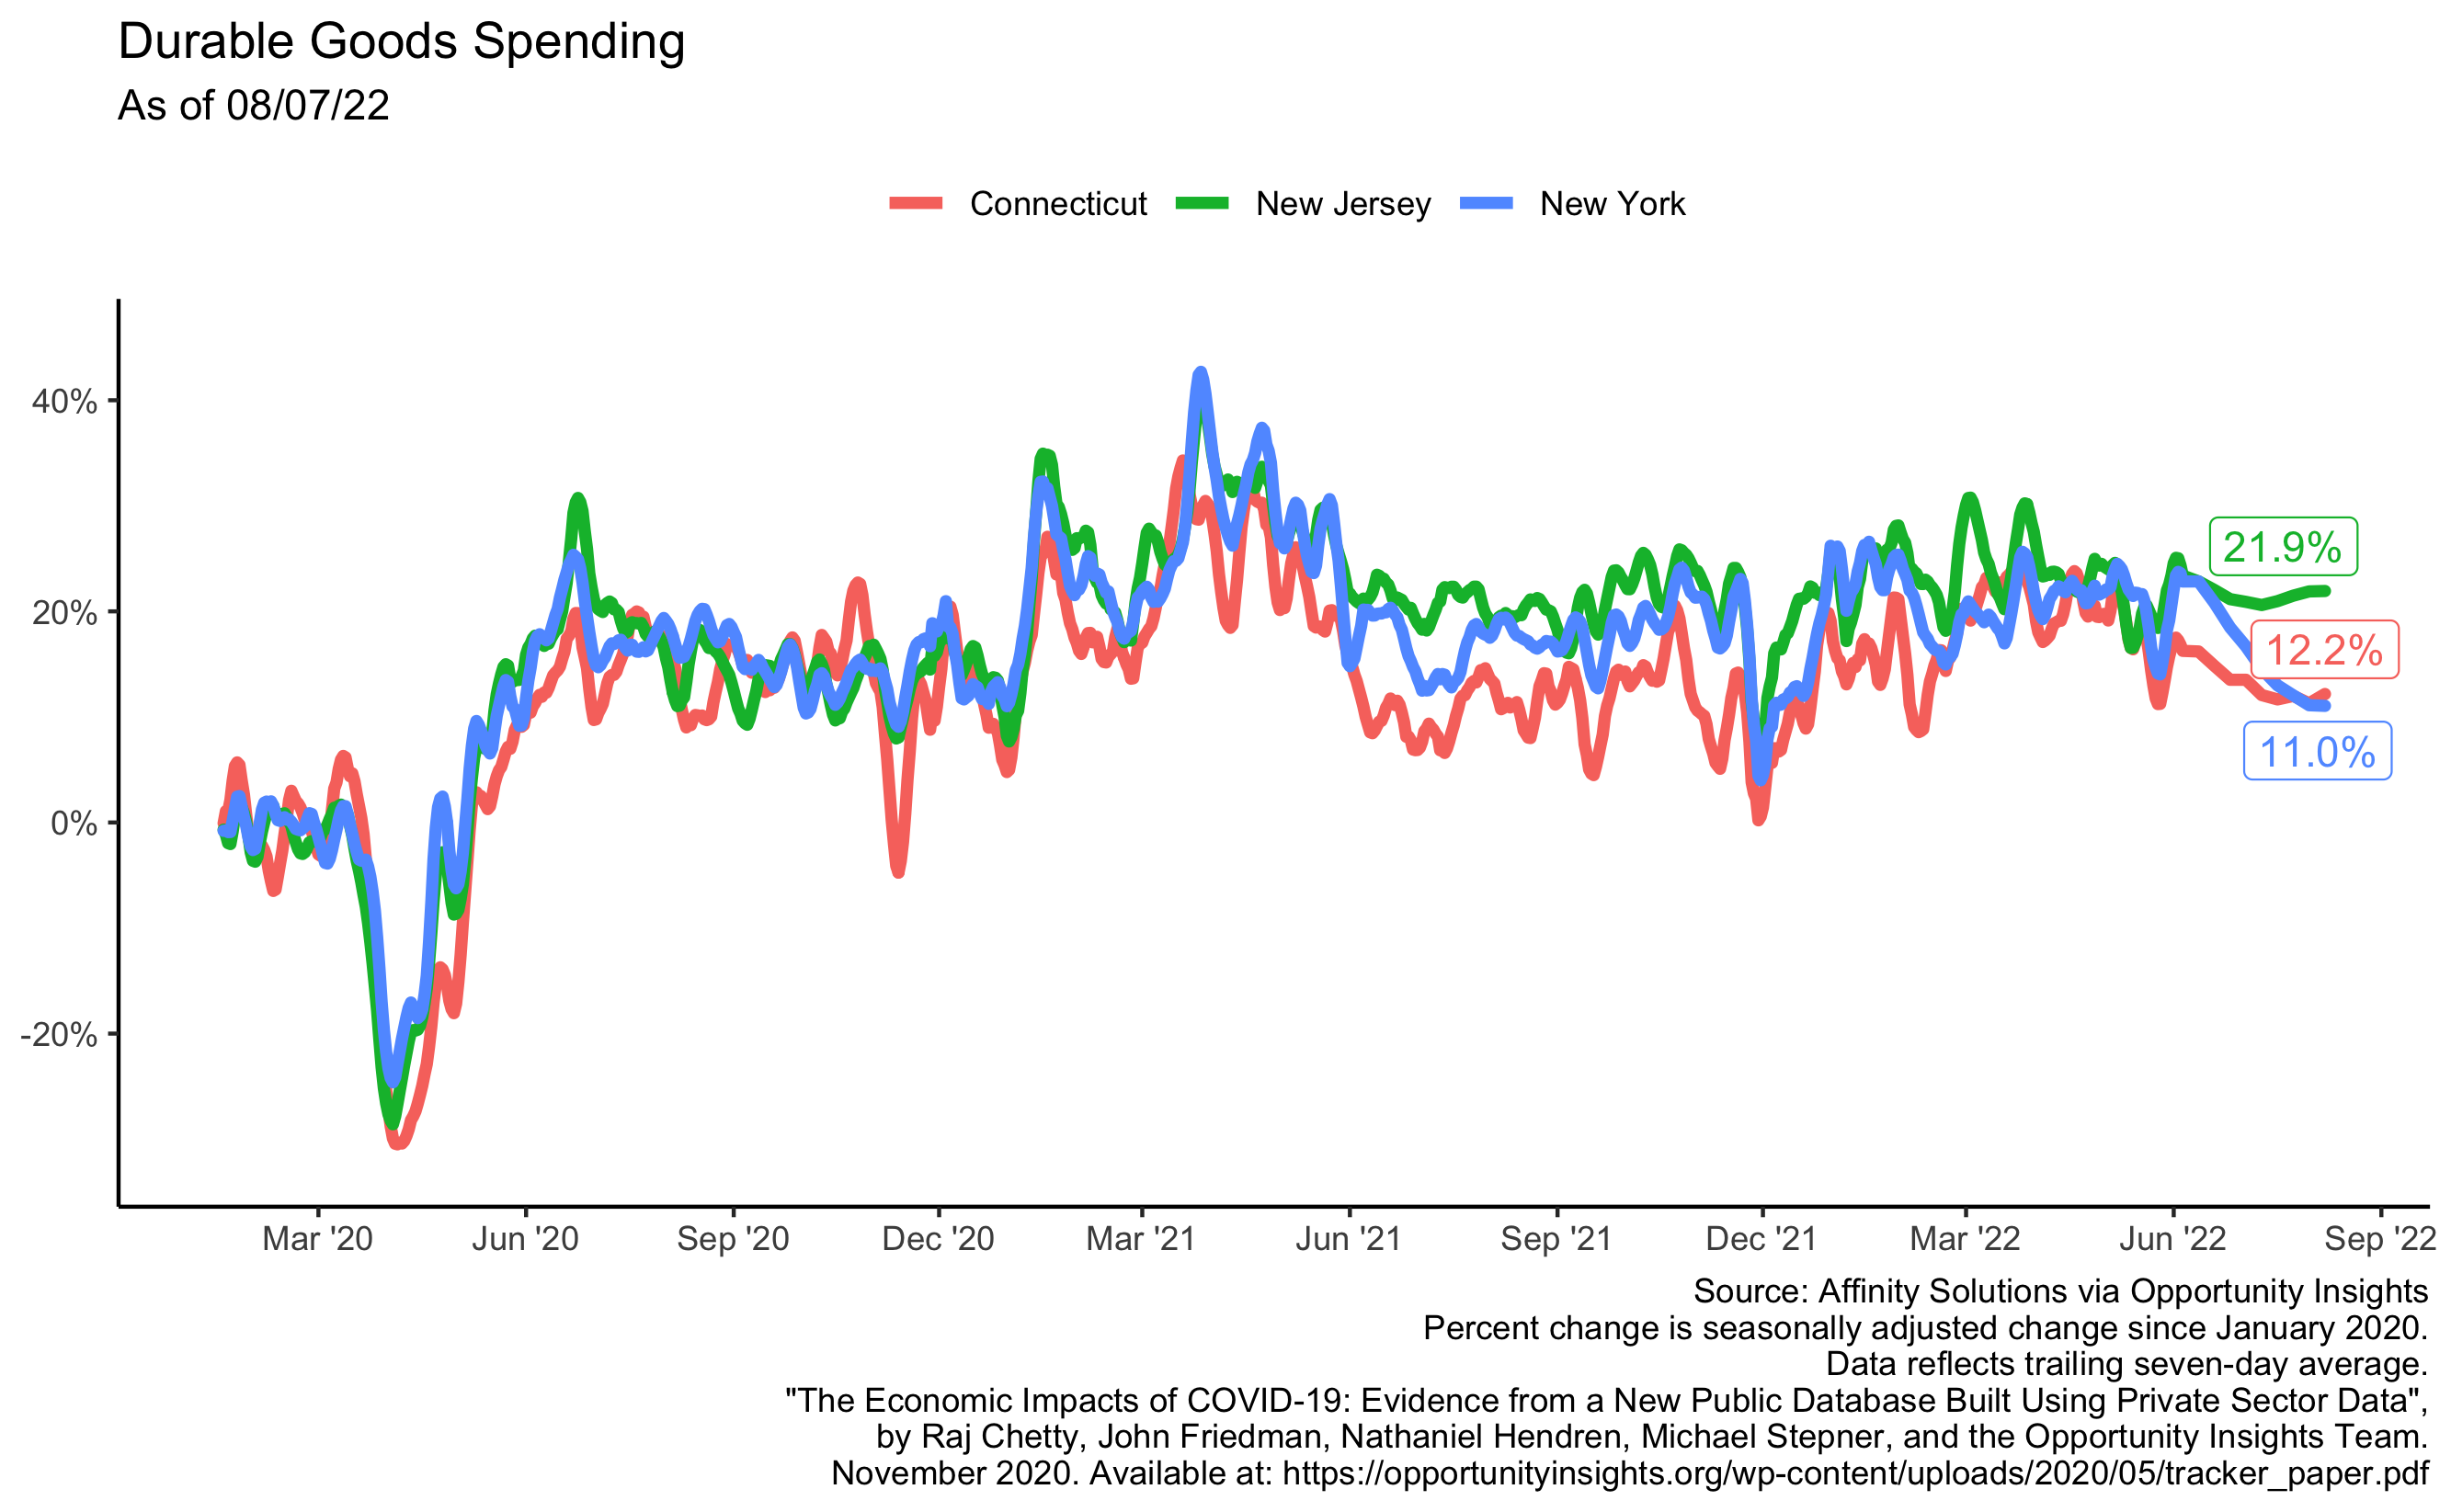 Durable Goods Spending
As of 08/07/22
Connecticut New Jersey New York
40%
20%
0%
-20%
21.9%
12.2%
11.0%
Mar '20 Jun '20 Sep '20 Dec '20 Mar '21 Jun '21 Sep '21 Dec '21 Mar '22 Jun '22 Sep '22
Source: Affinity Solutions via Opportunity Insights
Percent change is seasonally adjusted change since January 2020.
Data reflects trailing seven-day average.
"The Economic Impacts of COVID-19: Evidence from a New Public Database Built Using Private Sector Data",
by Raj Chetty, John Friedman, Nathaniel Hendren, Michael Stepner, and the Opportunity Insights Team.
November 2020. Available at: https://opportunityinsights.org/wp-content/uploads/2020/05/tracker_paper.pdf